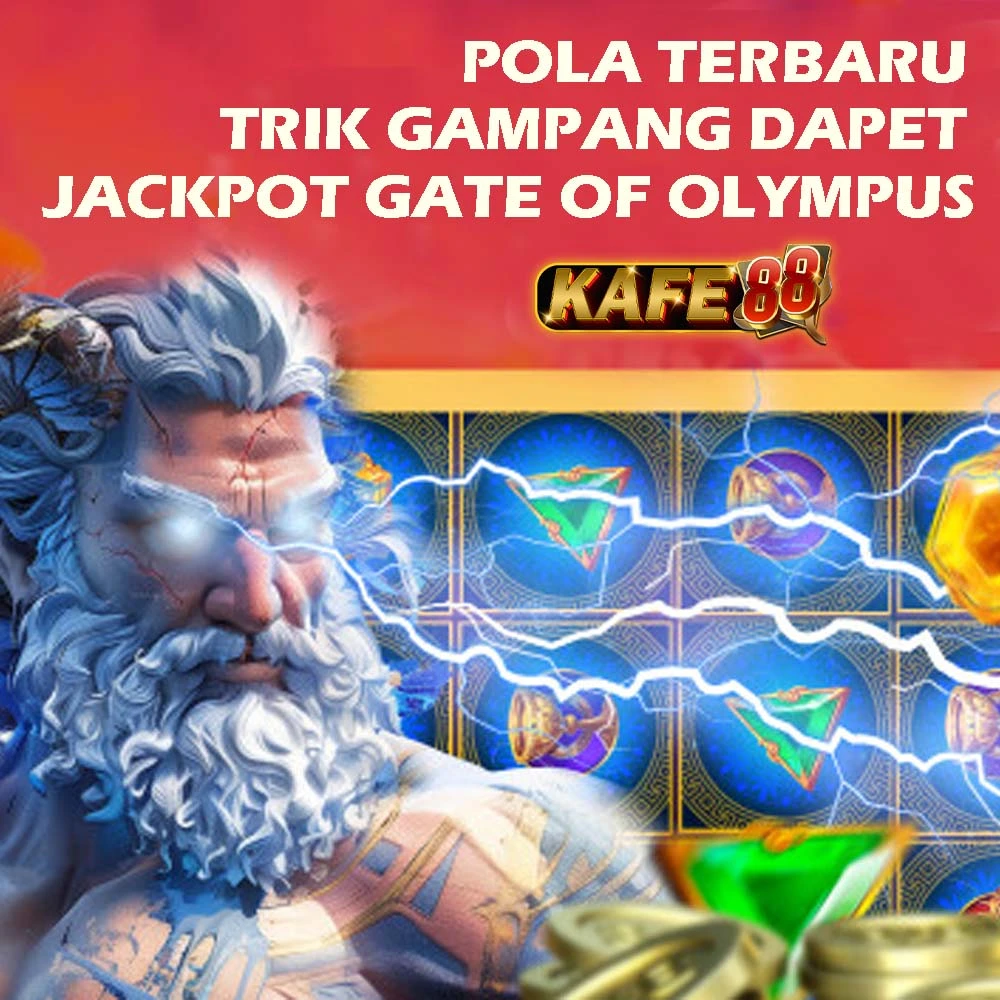 POLA TERBARU
TRIK GAMPANG DAPET
JACKPOT GATE OF OLYMPUS
KAFE88